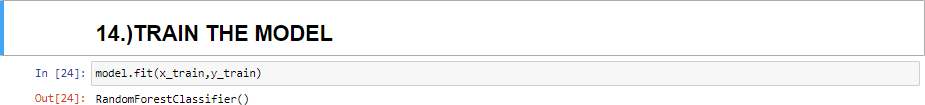 14.)TRAIN THE MODEL
In [24]: model.fit(x_train,y_train)
Out[24]: RandomForestClassifier()